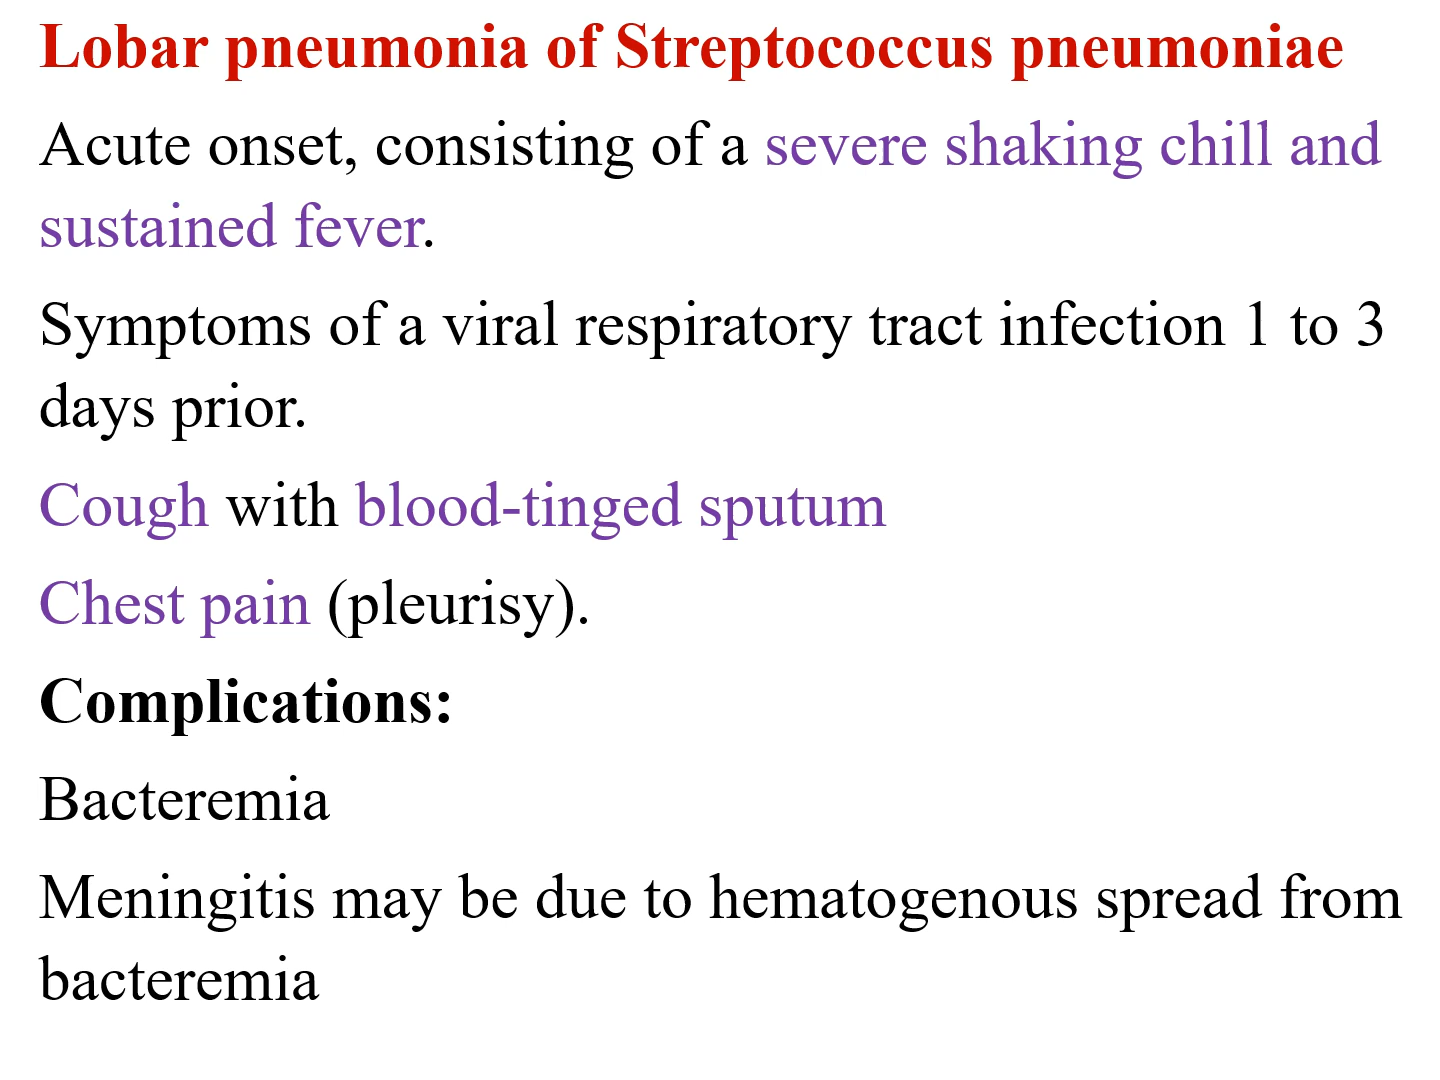 Lobar pneumonia of Streptococcus pneumoniae
Acute onset, consisting of a severe shaking chill and
sustained fever.
Symptoms of a viral respiratory tract infection 1 to 3
days prior.
Cough with blood-tinged sputum
Chest pain (pleurisy).
Complications:
Bacteremia
Meningitis may be due to hematogenous spread from
bacteremia